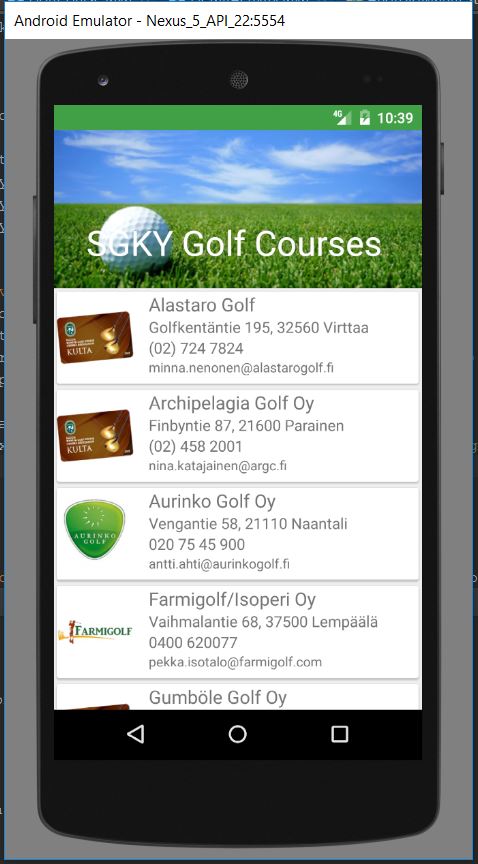 Android Emulator - Nexus_5_API_22:5554
4G 10:39
SGKY Golf Courses
Alastaro Golf
Golfkentäntie 195, 32560 Virttaa
(02) 724 7824
minna.nenonen@alastarogolf.fi
KULTA
Archipelagia Golf Oy
Finbyntie 87, 21600 Parainen
(02) 458 2001
nina.katajainen@argc.fi
KULTA
Aurinko Golf Oy
Vengantie 58, 21110 Naantali
020 75 45 900
antti.ahti@aurinkogolf.fi
AURINKO
GOLF
Farmigolf/Isoperi Oy
Vaihmalantie 68, 37500 Lempäälä
0400 620077
pekka.isotalo@farmigolf.com
FARMIGOLF
Gumböle Golf Oy